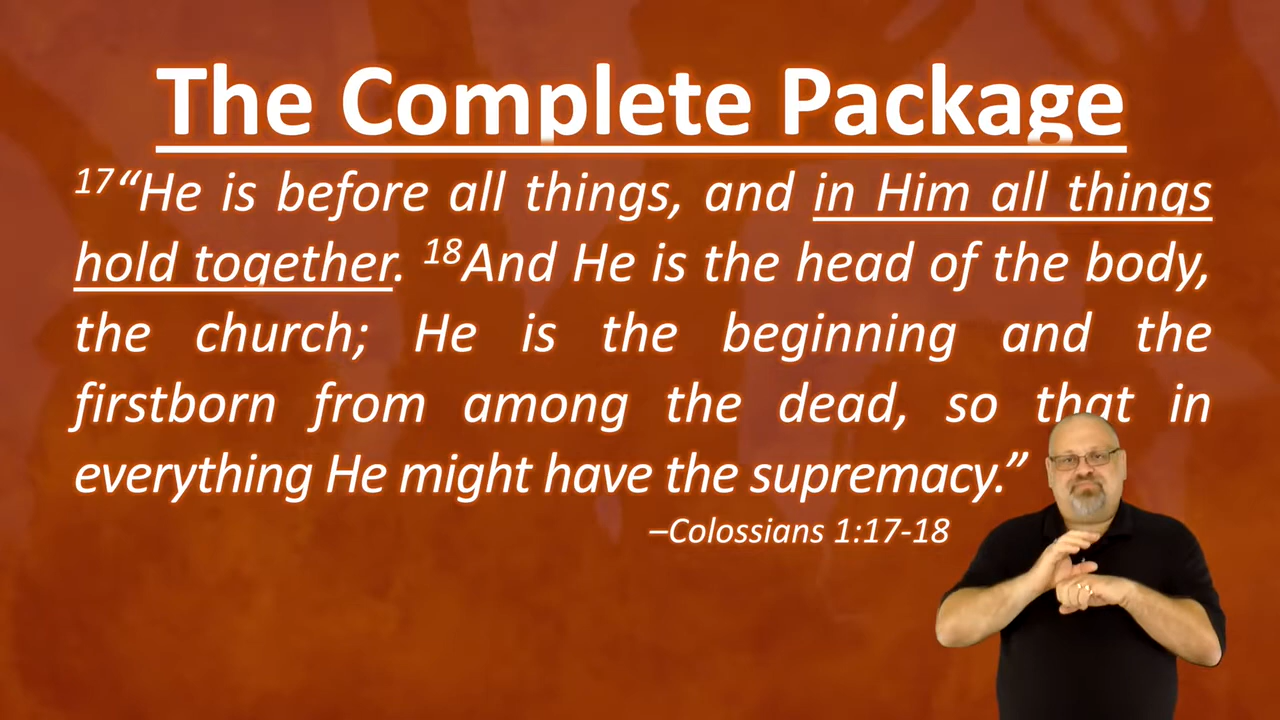 The Complete Package
17“He is before all things, and in Him all things
hold together. 18And He is the head of the body,
the church; He is the beginning and the
firstborn from among the dead, so that in
everything He might have the supremacy.”
–Colossians 1:17-18